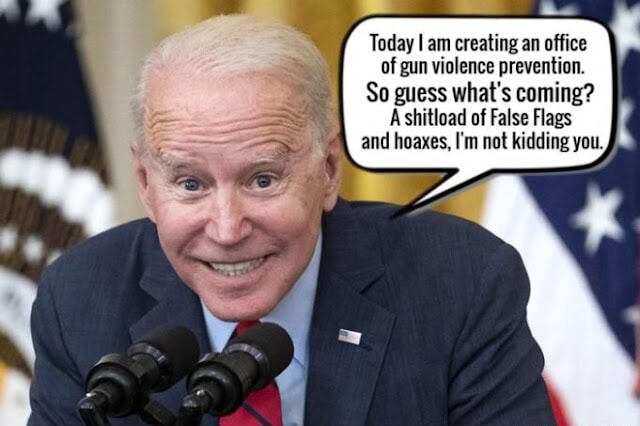 Today I am creating an office
of gun violence prevention.
So guess what's coming?
A shitload of False Flags
and hoaxes, I'm not kidding you.